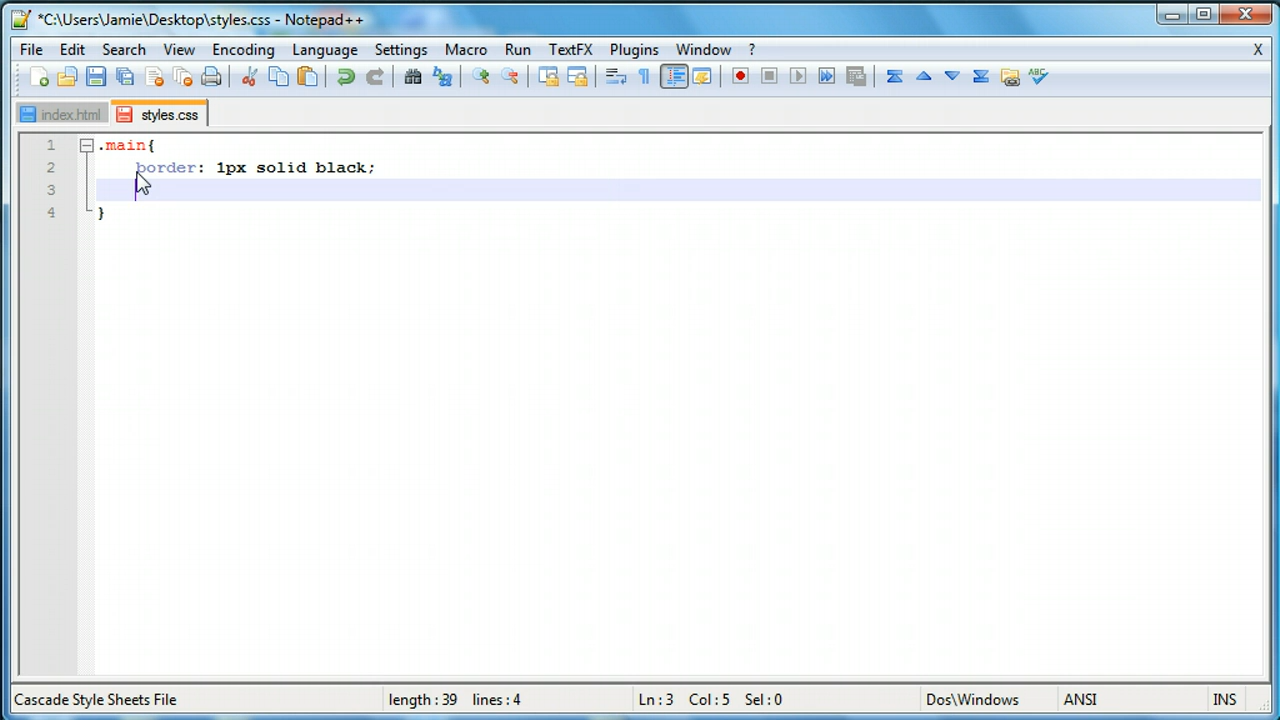 *C:\Users\Jamie\Desktop\styles.css - Notepad++
File Edit Search View Encoding Language Settings Macro Run TextFX Plugins Window ? X
index.html styles.css
1 .main{
2 border: 1px solid black;
3
4 }
Cascade Style Sheets File length : 39 lines : 4 Ln : 3 Col : 5 Sel : 0 Dos\Windows ANSI INS